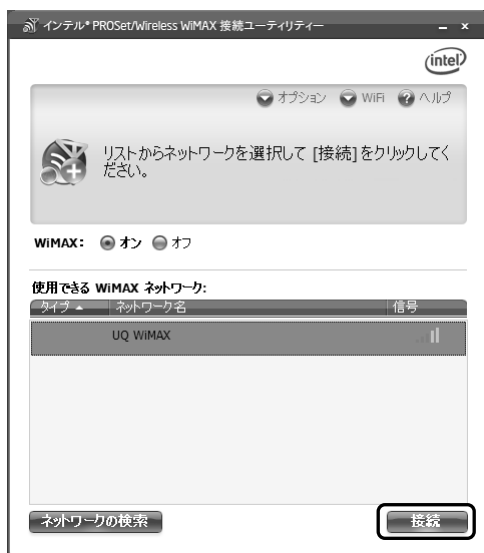 インテル® PROSet/Wireless WiMAX 接続ユーティリティー
intel
オプション WiFi ヘルプ
リストからネットワークを選択して [接続] をクリックしてく
ださい。
WiMAX: オン オフ
使用できる WiMAX ネットワーク:
タイプ ネットワーク名 信号
UQ WiMAX
ネットワークの検索 接続